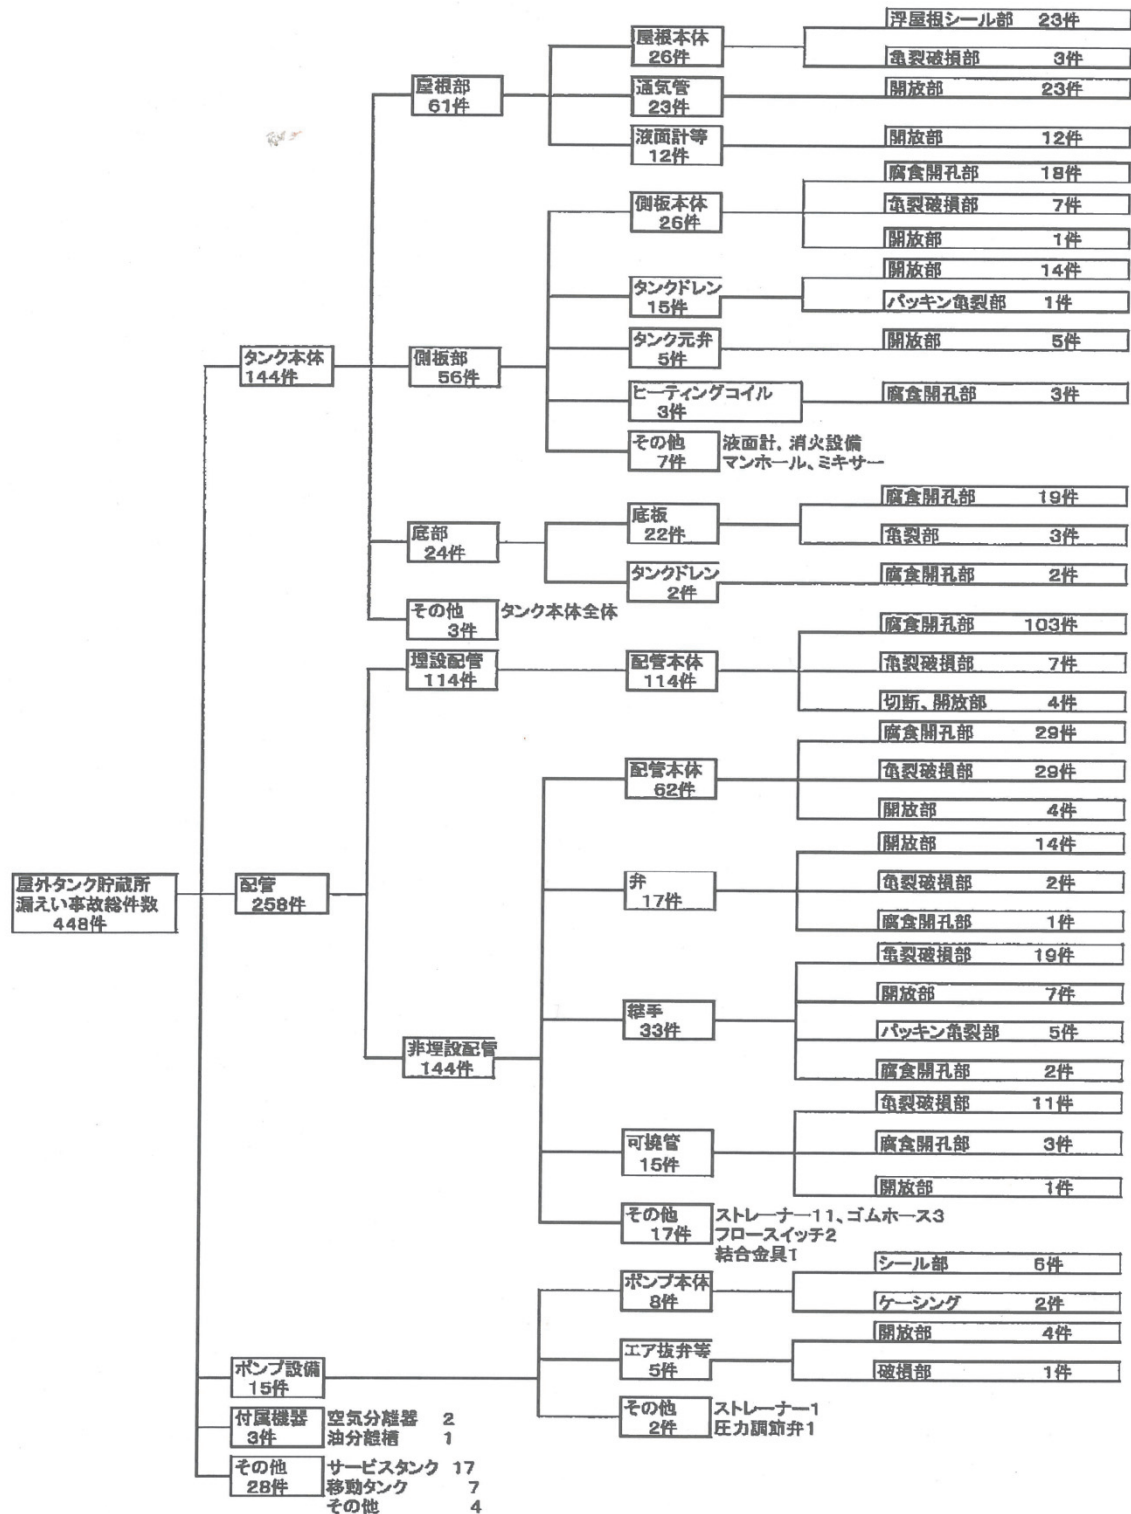 屋外タンク貯蔵所
漏えい事故総件数
448件
タンク本体
144件
屋根部
61件
屋根本体
26件
浮屋根シール部 23件
亀裂破損部 3件
通気管
23件
開放部 23件
液面計等
12件
開放部 12件
側板部
56件
側板本体
26件
腐食開孔部 18件
亀裂破損部 7件
開放部 1件
タンクドレン
15件
開放部 14件
パッキン亀裂部 1件
タンク元弁
5件
開放部 5件
ヒーティングコイル
3件
腐食開孔部 3件
その他
7件
液面計，消火設備
マンホール、ミキサー
底部
24件
底板
22件
腐食開孔部 19件
亀裂部 3件
タンクドレン
2件
腐食開孔部 2件
その他
3件
タンク本体全体
配管
258件
埋設配管
114件
配管本体
114件
腐食開孔部 103件
亀裂破損部 7件
切断、開放部 4件
非埋設配管
144件
配管本体
62件
腐食開孔部 29件
亀裂破損部 29件
開放部 4件
弁
17件
開放部 14件
亀裂破損部 2件
腐食開孔部 1件
継手
33件
亀裂破損部 19件
開放部 7件
パッキン亀裂部 5件
腐食開孔部 2件
可撓管
15件
亀裂破損部 11件
腐食開孔部 3件
開放部 1件
その他
17件
ストレーナー11、ゴムホース3
フロースイッチ2
結合金具1
ポンプ設備
15件
ポンプ本体
8件
シール部 6件
ケーシング 2件
エア抜弁等
5件
開放部 4件
破損部 1件
その他
2件
ストレーナー1
圧力調節弁1
付属機器
3件
空気分離器 2
油分離槽 1
その他
28件
サービスタンク 17
移動タンク 7
その他 4